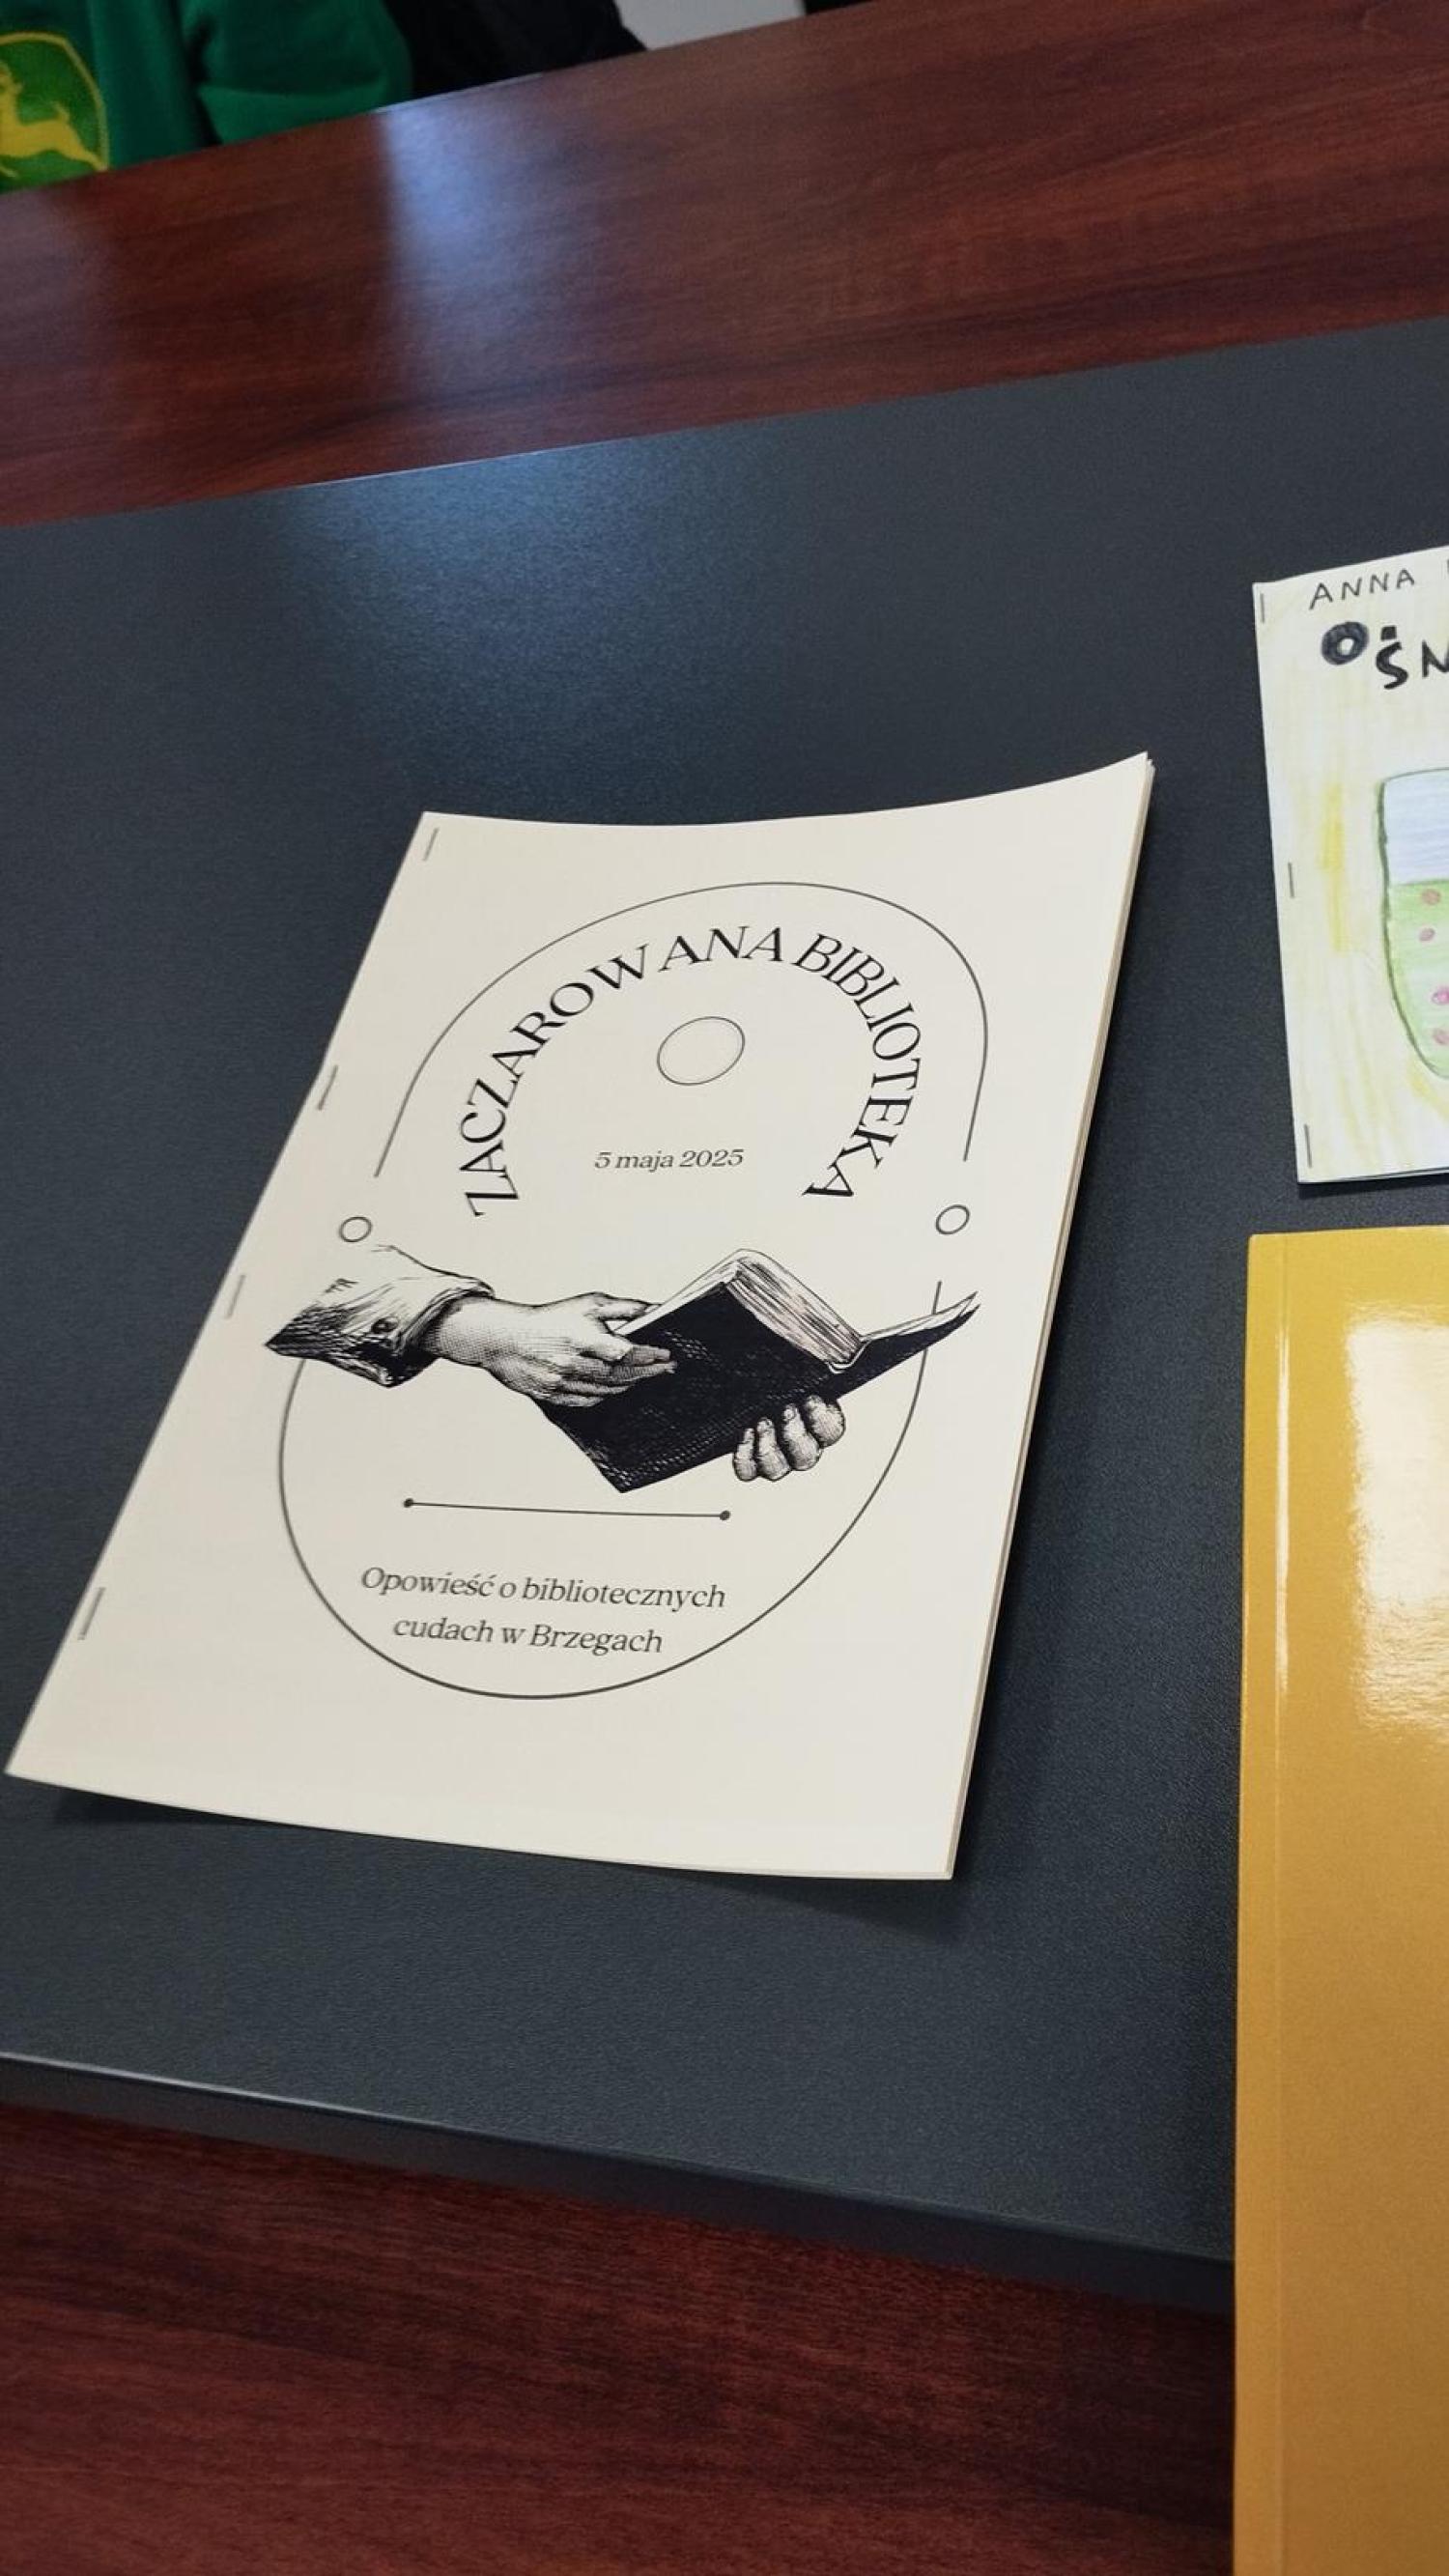 ZACZAROWANA BIBLIOTEKA
5 maja 2025
Opowieść o bibliotecznych
cudach w Brzegach
ANNA
O